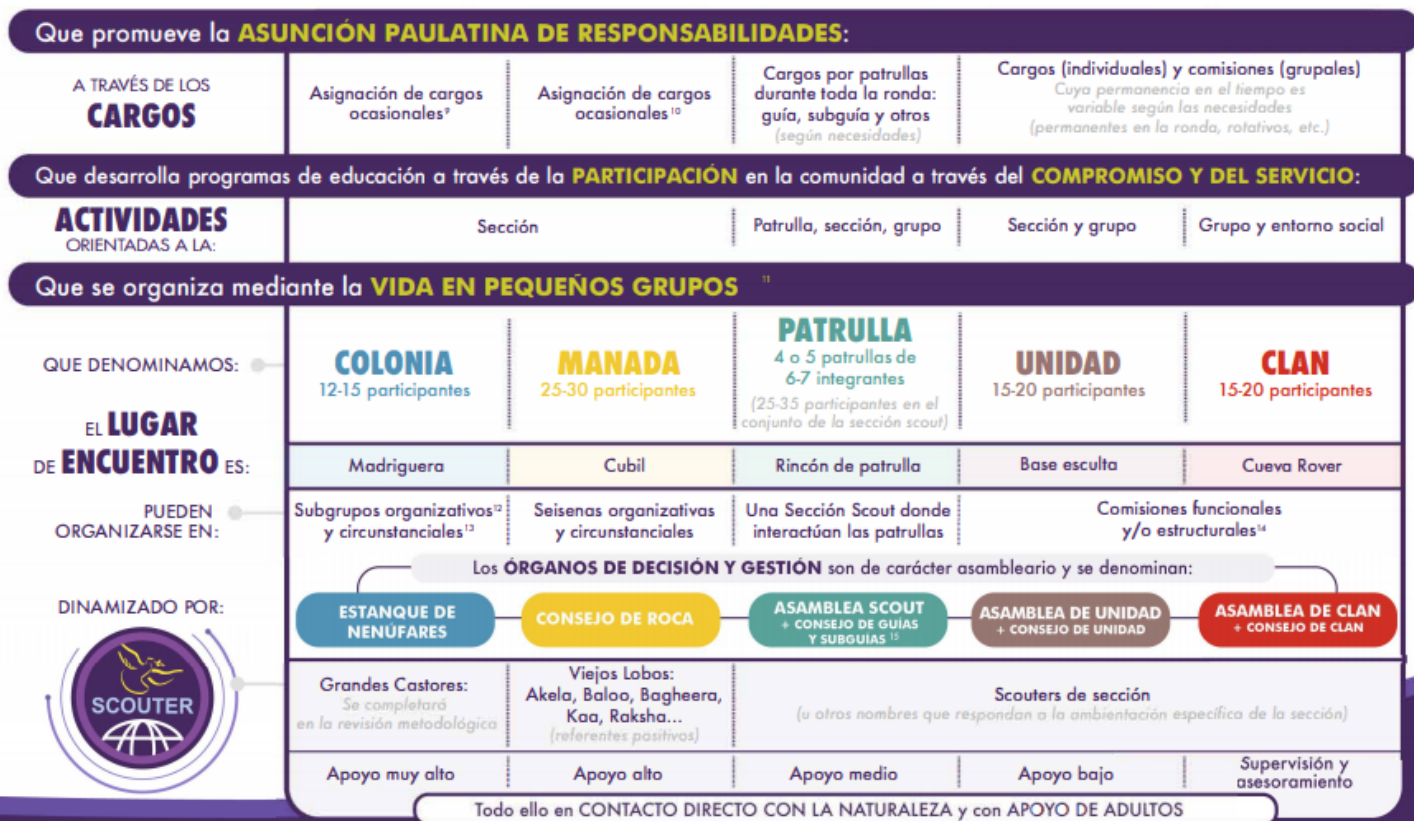 Que promueve la ASUNCIÓN PAULATINA DE RESPONSABILIDADES:
A TRAVÉS DE LOS
CARGOS
Asignación de cargos
ocasionales⁹
Asignación de cargos
ocasionales¹⁰
Cargos por patrullas
durante toda la ronda:
guía, subguía y otros
(según necesidades)
Cargos (individuales) y comisiones (grupales)
Cuya permanencia en el tiempo es
variable según las necesidades
(permanentes en la ronda, rotativos, etc.)
Que desarrolla programas de educación a través de la PARTICIPACIÓN en la comunidad a través del COMPROMISO Y DEL SERVICIO:
ACTIVIDADES
ORIENTADAS A LA:
Sección
Patrulla, sección, grupo
Sección y grupo
Grupo y entorno social
Que se organiza mediante la VIDA EN PEQUEÑOS GRUPOS ¹¹
QUE DENOMINAMOS:
COLONIA
12-15 participantes
MANADA
25-30 participantes
PATRULLA
4 o 5 patrullas de
6-7 integrantes
(25-35 participantes en el
conjunto de la sección scout)
UNIDAD
15-20 participantes
CLAN
15-20 participantes
EL LUGAR
DE ENCUENTRO ES:
Madriguera
Cubil
Rincón de patrulla
Base esculta
Cueva Rover
PUEDEN
ORGANIZARSE EN:
Subgrupos organizativos¹²
y circunstanciales¹³
Seisenas organizativas
y circunstanciales
Una Sección Scout donde
interactúan las patrullas
Comisiones funcionales
y/o estructurales¹⁴
Los ÓRGANOS DE DECISIÓN Y GESTIÓN son de carácter asambleario y se denominan:
ESTANQUE DE
NENÚFARES
CONSEJO DE ROCA
ASAMBLEA SCOUT
+ CONSEJO DE GUÍAS
Y SUBGUÍAS ¹⁵
ASAMBLEA DE UNIDAD
+ CONSEJO DE UNIDAD
ASAMBLEA DE CLAN
+ CONSEJO DE CLAN
DINAMIZADO POR:
SCOUTER
Grandes Castores:
Se completará
en la revisión metodológica
Viejos Lobos:
Akela, Baloo, Bagheera,
Kaa, Raksha...
(referentes positivos)
Scouters de sección
(u otros nombres que respondan a la ambientación específica de la sección)
Apoyo muy alto
Apoyo alto
Apoyo medio
Apoyo bajo
Supervisión y
asesoramiento
Todo ello en CONTACTO DIRECTO CON LA NATURALEZA y con APOYO DE ADULTOS